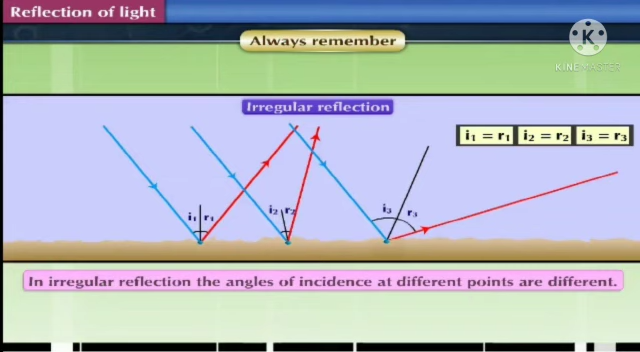 Reflection of light
Always remember
KINEMASTER
Irregular reflection
i₁ = r₁ i₂ = r₂ i₃ = r₃
i₁ r₁ i₂ r₂ i₃ r₃
In irregular reflection the angles of incidence at different points are different.